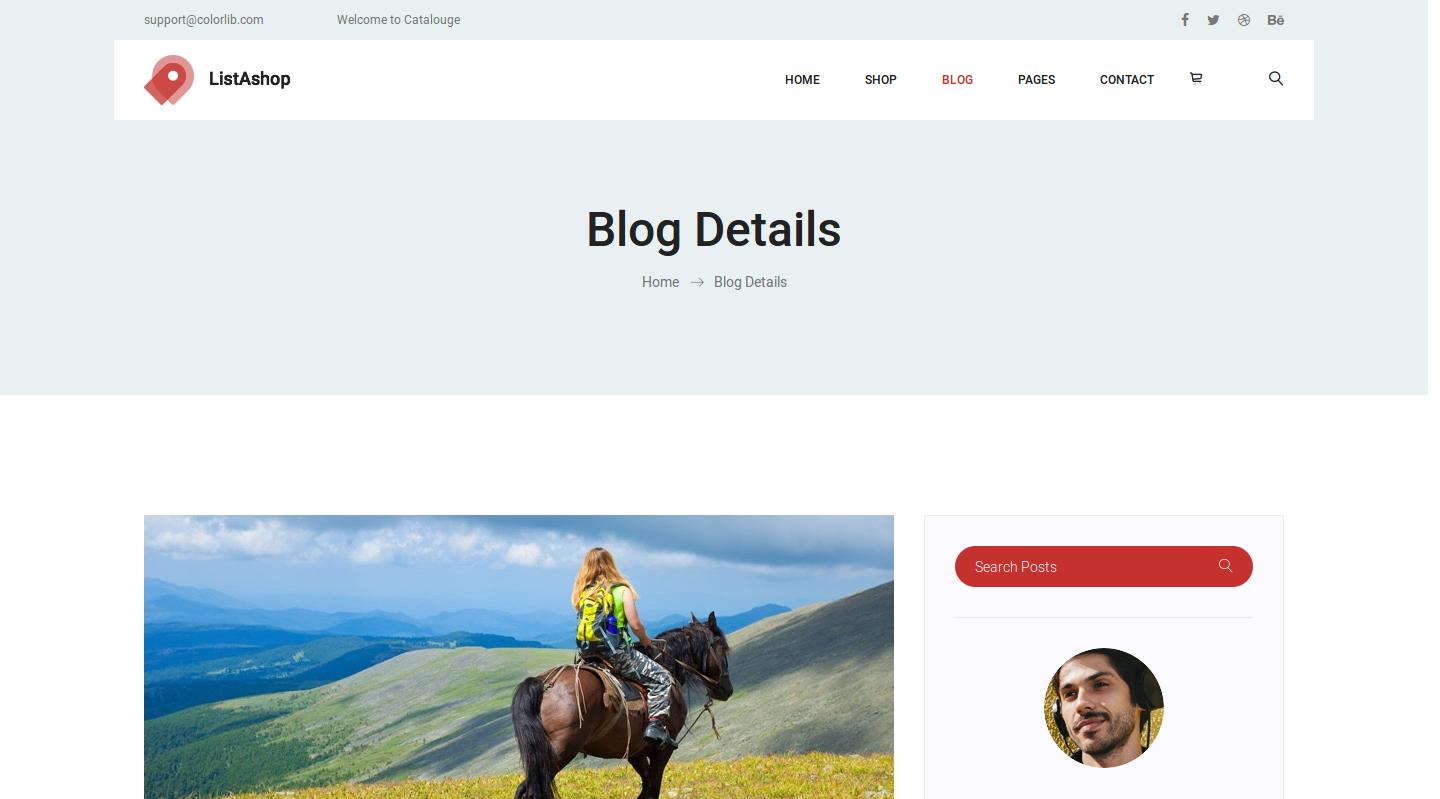 support@colorlib.com
Welcome to Catalouge
Bē
ListAshop
HOME
SHOP
BLOG
PAGES
CONTACT
Blog Details
Home
Blog Details
Search Posts